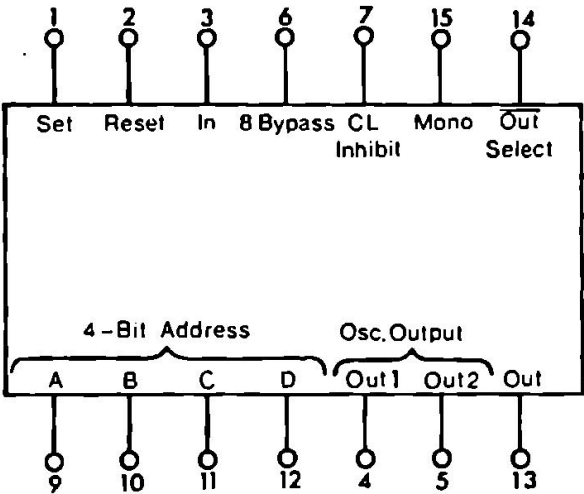 1 2 3 6 7 15 14
Set Reset In 8 Bypass CL Mono Out
Inhibit Select
4-Bit Address Osc. Output
A B C D Out 1 Out 2 Out
9 10 11 12 4 5 13